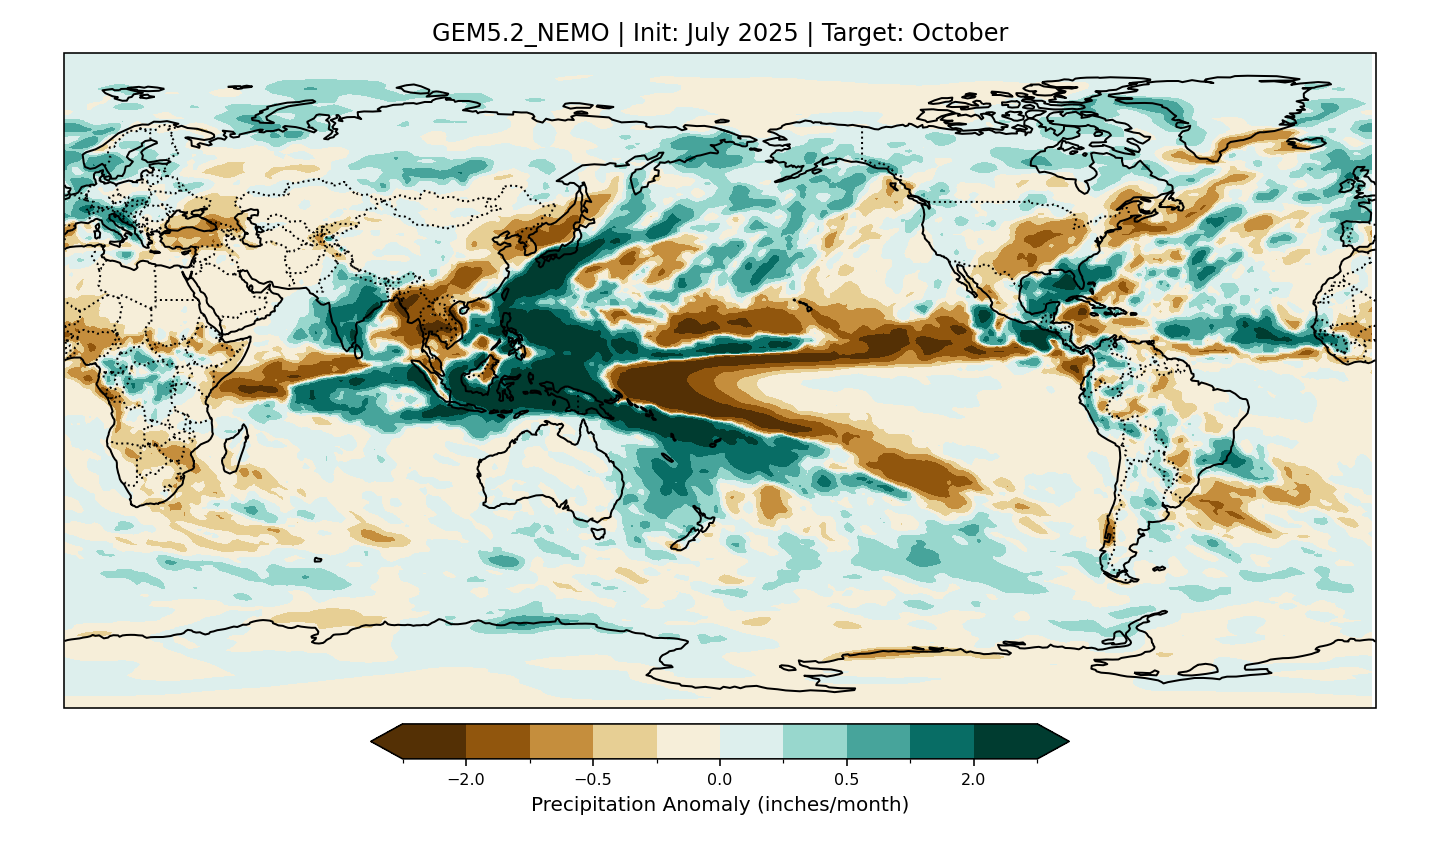 GEM5.2_NEMO | Init: July 2025 | Target: October
−2.0 −0.5 0.0 0.5 2.0
Precipitation Anomaly (inches/month)